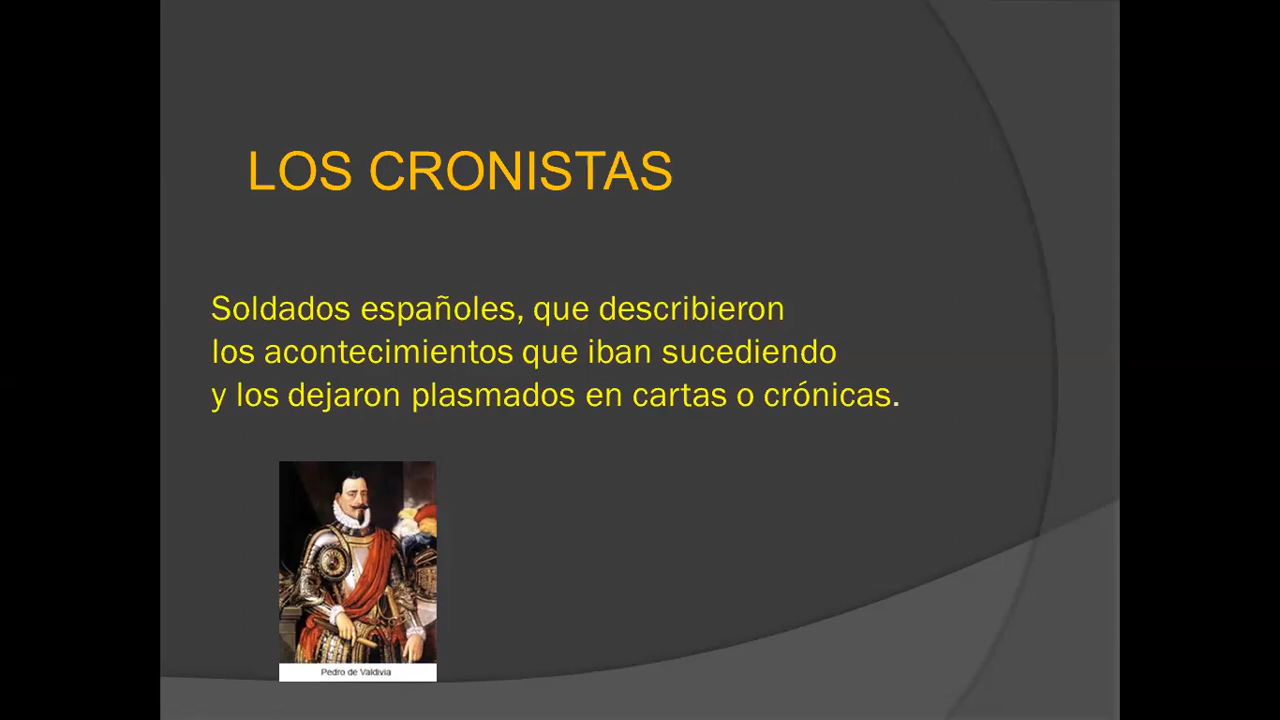 LOS CRONISTAS
Soldados españoles, que describieron
los acontecimientos que iban sucediendo
y los dejaron plasmados en cartas o crónicas.
Pedro de Valdivia